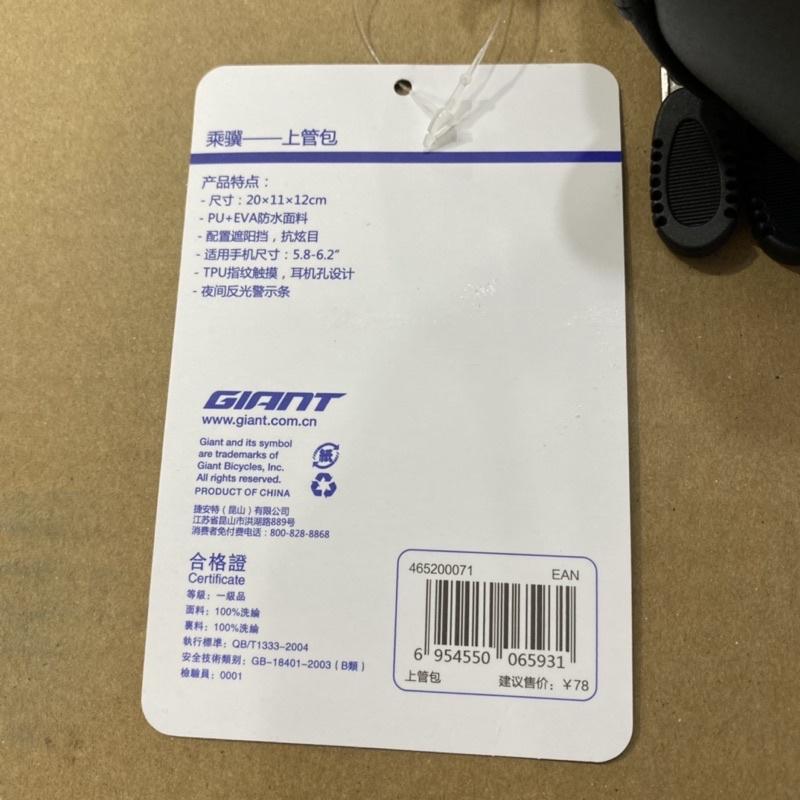 乘骥——上管包
产品特点：
- 尺寸：20×11×12cm
- PU+EVA防水面料
- 配置遮阳挡，抗炫目
- 适用手机尺寸：5.8-6.2"
- TPU指纹触摸，耳机孔设计
- 夜间反光警示条
GIANT
www.giant.com.cn
Giant and its symbol
are trademarks of
Giant Bicycles, Inc.
All rights reserved.
PRODUCT OF CHINA
紙
捷安特（昆山）有限公司
江苏省昆山市洪湖路889号
消费者免付费电话：800-828-8868
合格證
Certificate
等級：一級品
面料：100%洗綸
裏料：100%洗綸
執行標準：QB/T1333-2004
安全技術類别：GB-18401-2003（B類）
檢驗員：0001
465200071 EAN
6 954550 065931
上管包 建议售价：￥78